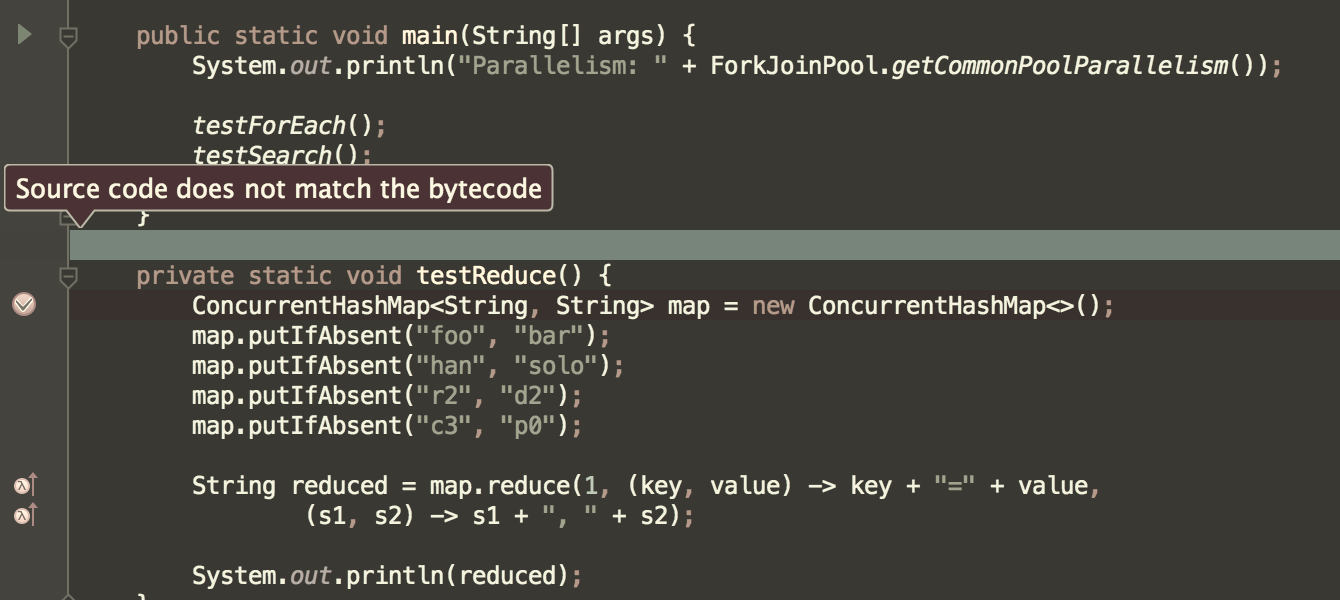 public static void main(String[] args) {
System.out.println("Parallelism: " + ForkJoinPool.getCommonPoolParallelism());
testForEach();
testSearch();
Source code does not match the bytecode
}
private static void testReduce() {
ConcurrentHashMap<String, String> map = new ConcurrentHashMap<>();
map.putIfAbsent("foo", "bar");
map.putIfAbsent("han", "solo");
map.putIfAbsent("r2", "d2");
map.putIfAbsent("c3", "p0");
String reduced = map.reduce(1, (key, value) -> key + "=" + value,
(s1, s2) -> s1 + ", " + s2);
System.out.println(reduced);
}